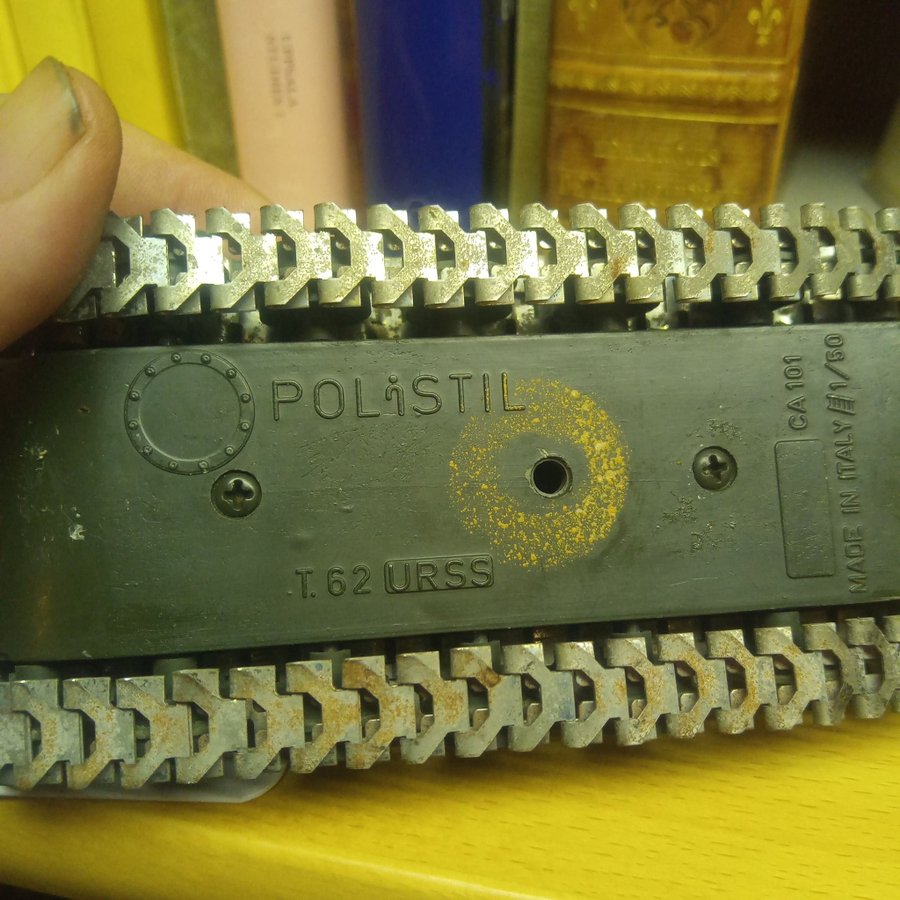 POLiSTIL
T.62 URSS
CA 101
MADE IN ITALY E 1/50